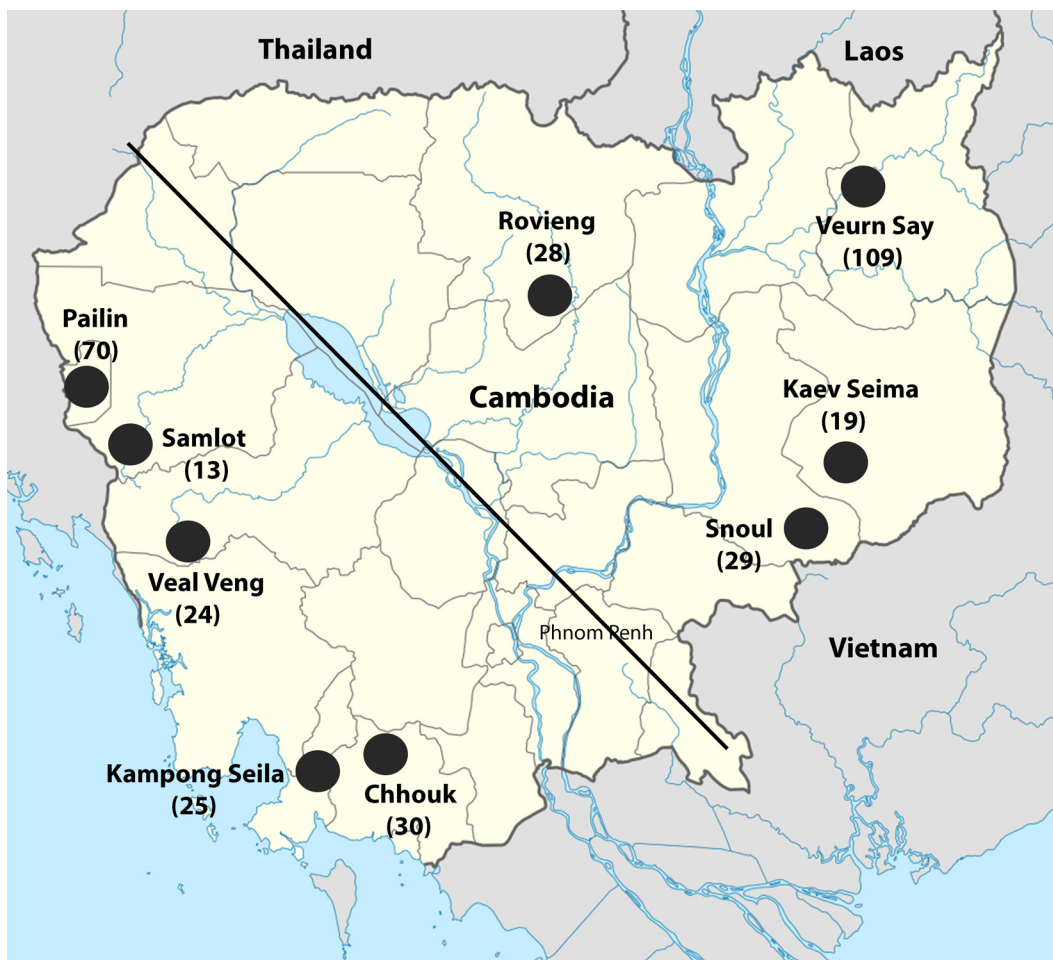 Thailand
Laos
Rovieng
(28)
Veurn Say
(109)
Pailin
(70)
Cambodia
Kaev Seima
(19)
Samlot
(13)
Snoul
(29)
Veal Veng
(24)
Phnom Penh
Vietnam
Kampong Seila
(25)
Chhouk
(30)